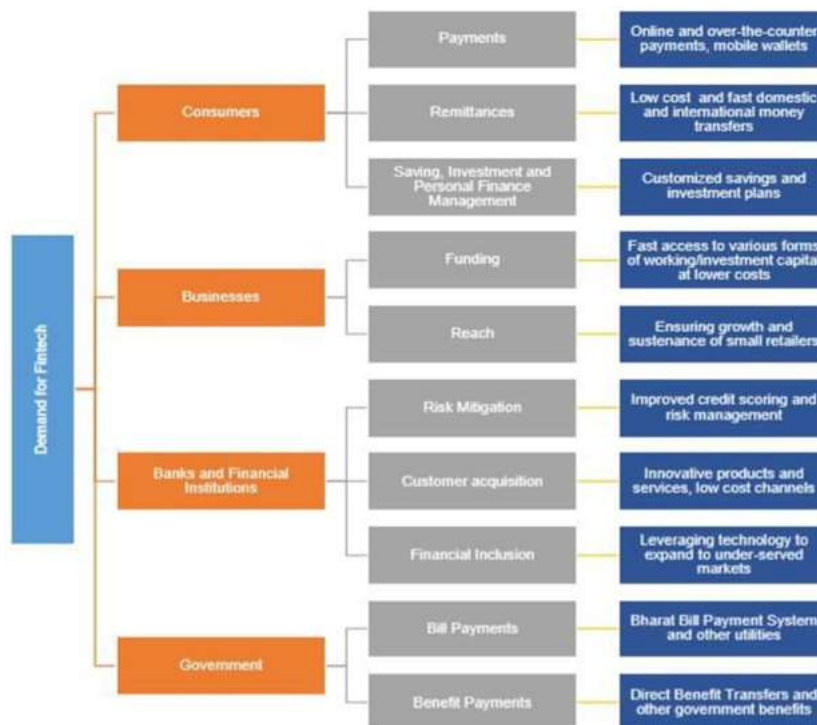 Demand for Fintech
Consumers
Payments
Online and over-the-counter
payments, mobile wallets
Remittances
Low cost and fast domestic
and international money
transfers
Saving, Investment and
Personal Finance
Management
Customized savings and
investment plans
Businesses
Funding
Fast access to various forms
of working/investment capital
at lower costs
Reach
Ensuring growth and
sustenance of small retailers
Banks and Financial
Institutions
Risk Mitigation
Improved credit scoring and
risk management
Customer acquisition
Innovative products and
services, low cost channels
Financial Inclusion
Leveraging technology to
expand to under-served
markets
Government
Bill Payments
Bharat Bill Payment System
and other utilities
Benefit Payments
Direct Benefit Transfers and
other government benefits